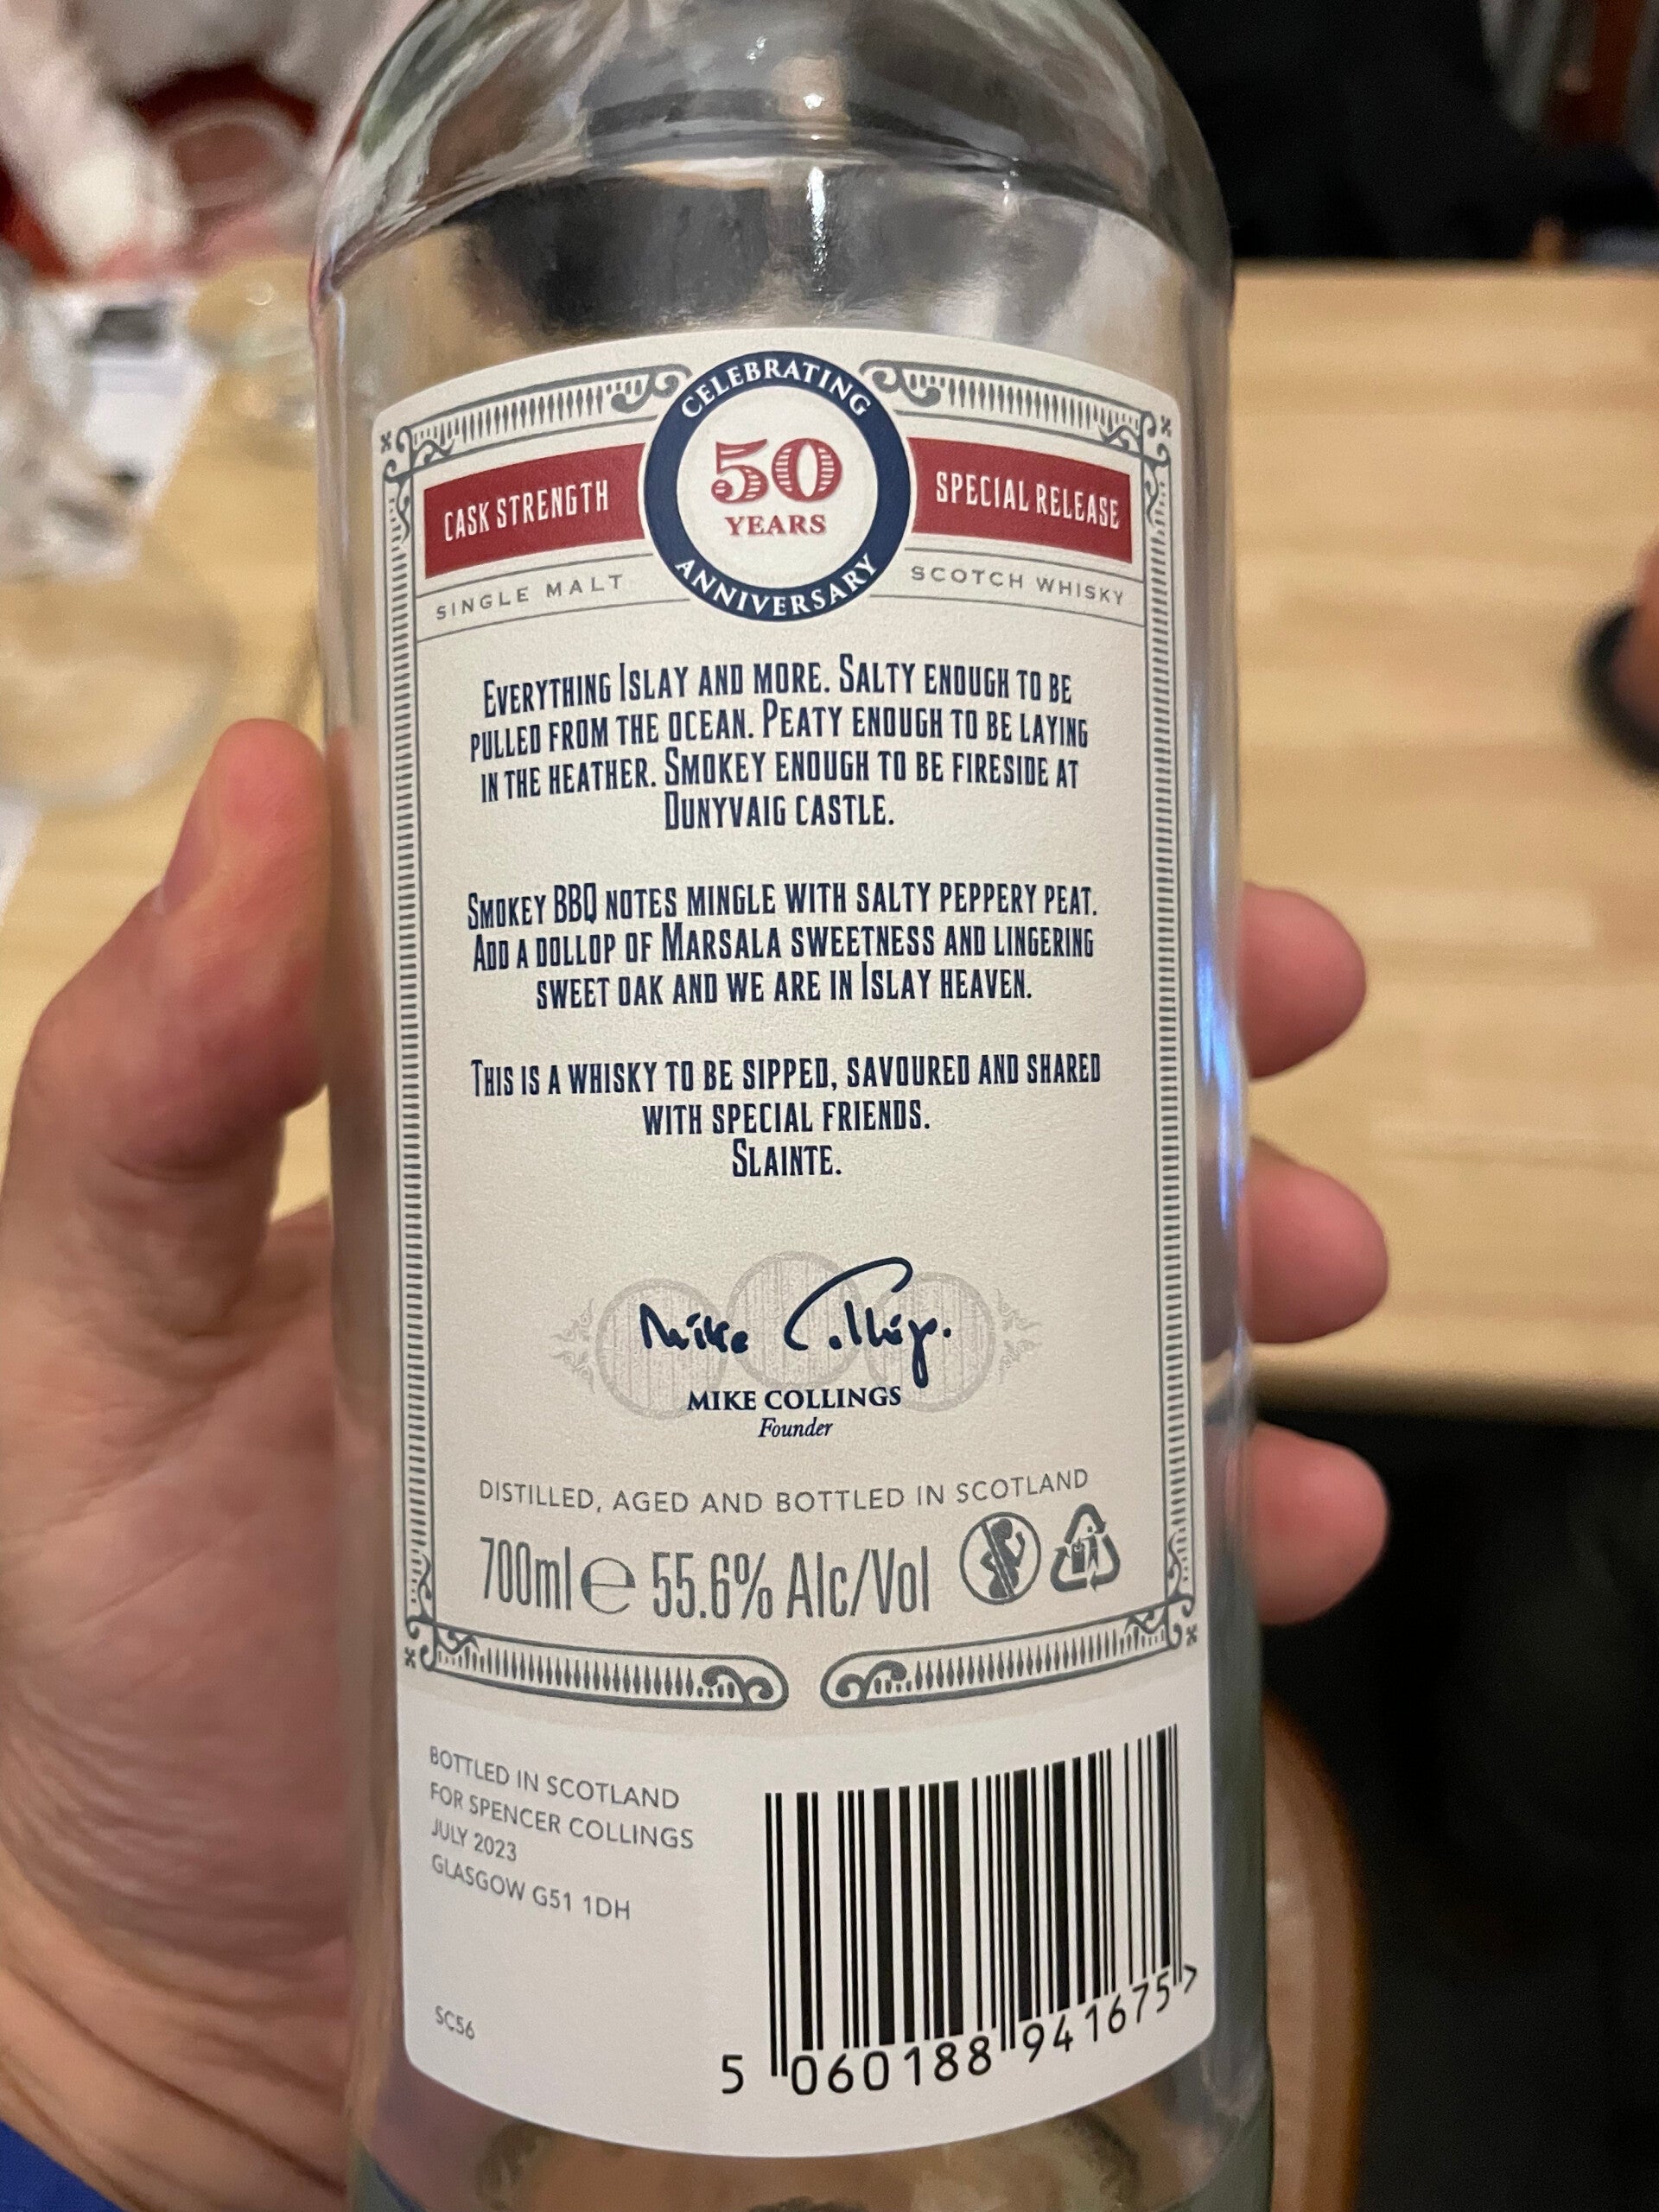 CELEBRATING
50
YEARS
ANNIVERSARY
CASK STRENGTH
SPECIAL RELEASE
SINGLE MALT
SCOTCH WHISKY
EVERYTHING ISLAY AND MORE. SALTY ENOUGH TO BE
PULLED FROM THE OCEAN. PEATY ENOUGH TO BE LAYING
IN THE HEATHER. SMOKEY ENOUGH TO BE FIRESIDE AT
DUNYVAIG CASTLE.
SMOKEY BBQ NOTES MINGLE WITH SALTY PEPPERY PEAT.
ADD A DOLLOP OF MARSALA SWEETNESS AND LINGERING
SWEET OAK AND WE ARE IN ISLAY HEAVEN.
THIS IS A WHISKY TO BE SIPPED, SAVOURED AND SHARED
WITH SPECIAL FRIENDS.
SLAINTE.
Mike Collings.
MIKE COLLINGS
Founder
DISTILLED, AGED AND BOTTLED IN SCOTLAND
700ml e 55.6% Alc/Vol
BOTTLED IN SCOTLAND
FOR SPENCER COLLINGS
JULY 2023
GLASGOW G51 1DH
SC56
5 060188 941675 >